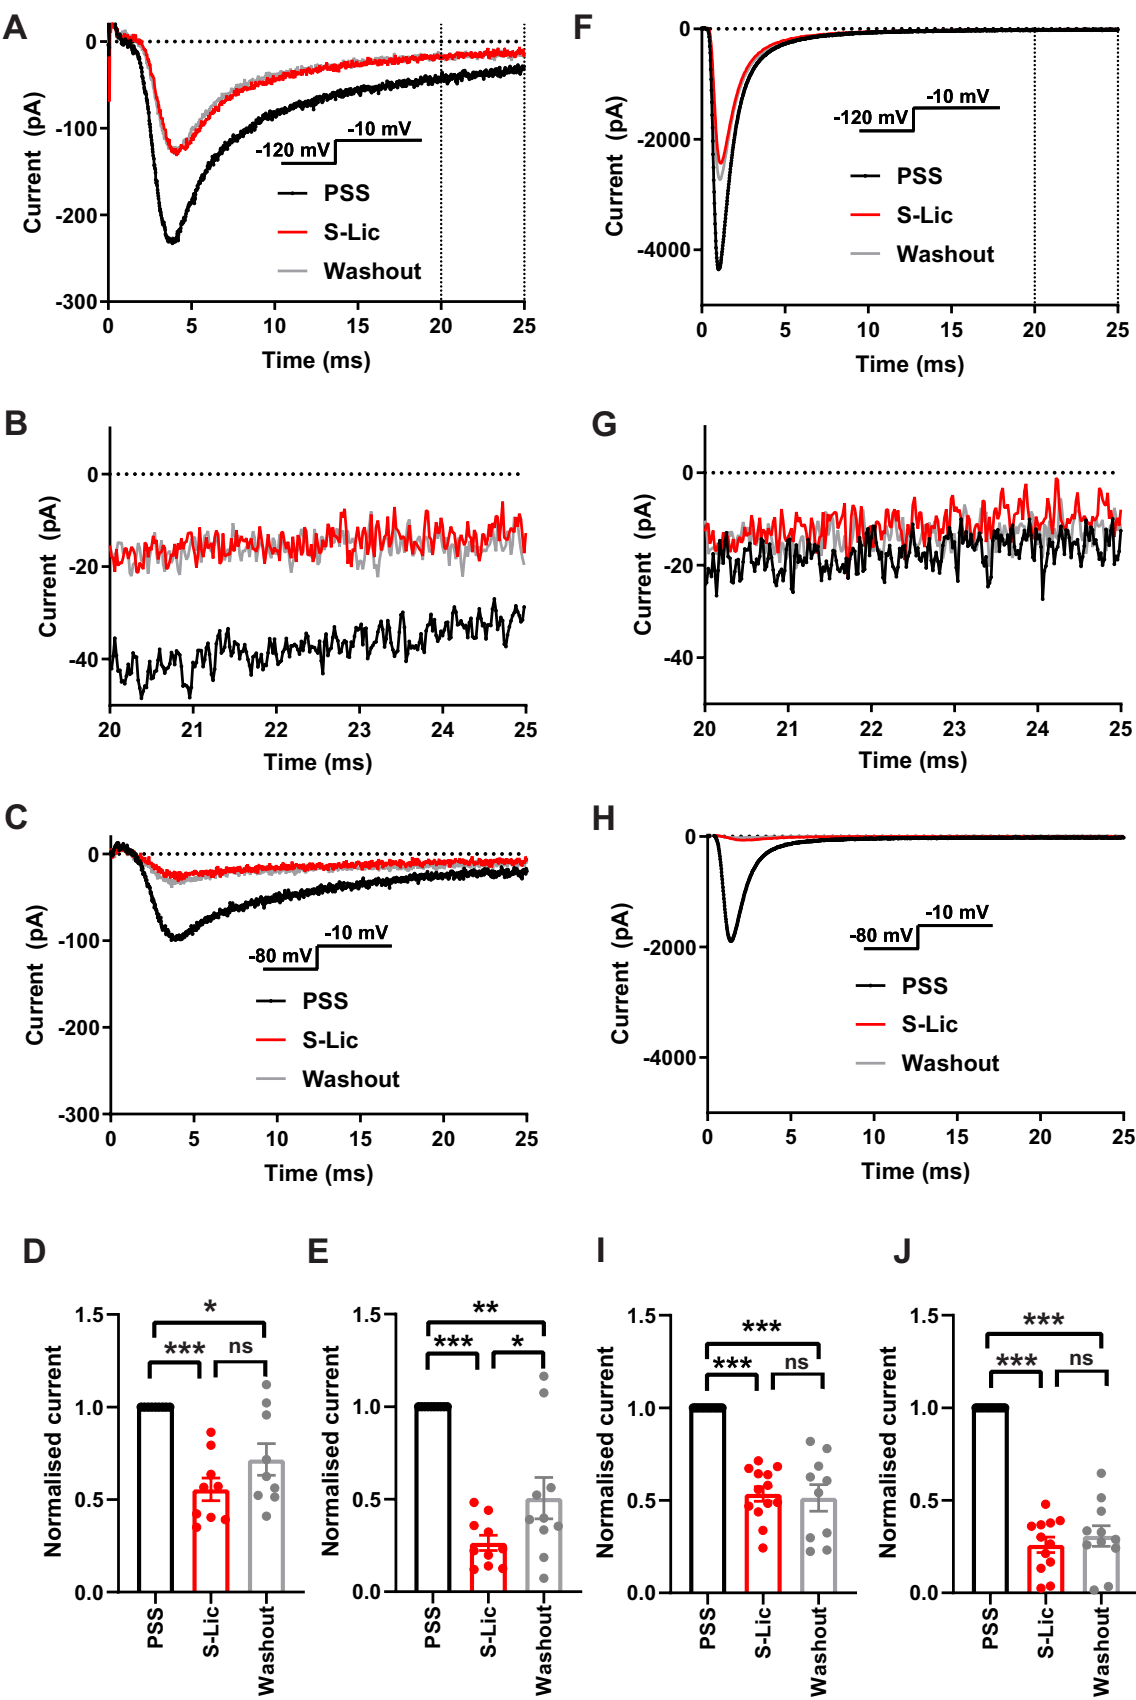 A
0
-100
-200
-300
Current (pA)
-10 mV
-120 mV
PSS
S-Lic
Washout
0 5 10 15 20 25
Time (ms)
F
0
-2000
-4000
Current (pA)
-10 mV
-120 mV
PSS
S-Lic
Washout
0 5 10 15 20 25
Time (ms)
B
0
-20
-40
Current (pA)
20 21 22 23 24 25
Time (ms)
G
0
-20
-40
Current (pA)
20 21 22 23 24 25
Time (ms)
C
0
-100
-200
-300
Current (pA)
-10 mV
-80 mV
PSS
S-Lic
Washout
0 5 10 15 20 25
Time (ms)
H
0
-2000
-4000
Current (pA)
-10 mV
-80 mV
PSS
S-Lic
Washout
0 5 10 15 20 25
Time (ms)
D
1.5
1.0
0.5
0.0
Normalised current
*
*** ns
PSS
S-Lic
Washout
E
1.5
1.0
0.5
0.0
Normalised current
**
*** *
PSS
S-Lic
Washout
I
1.5
1.0
0.5
0.0
Normalised current
***
*** ns
PSS
S-Lic
Washout
J
1.5
1.0
0.5
0.0
Normalised current
***
*** ns
PSS
S-Lic
Washout